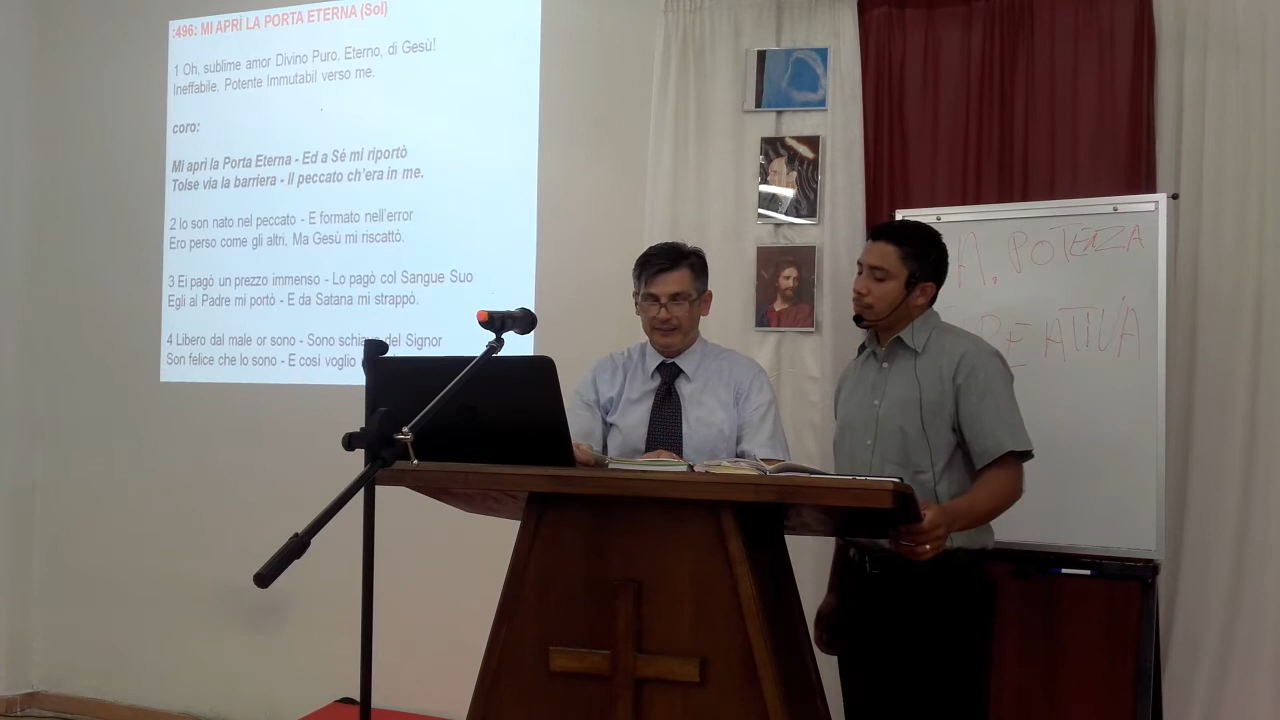 :496: MI APRÌ LA PORTA ETERNA (Sol)
1 Oh, sublime amor Divino Puro, Eterno, di Gesù!
Ineffabile, Potente Immutabil verso me.
coro:
Mi aprì la Porta Eterna - Ed a Sé mi riportò
Tolse via la barriera - Il peccato ch'era in me.
2 Io son nato nel peccato - E formato nell'error
Ero perso come gli altri, Ma Gesù mi riscattò.
3 Ei pagò un prezzo immenso - Lo pagò col Sangue Suo
Egli al Padre mi portò - E da Satana mi strappò.
4 Libero dal male or sono - Sono schiavo del Signor
Son felice che lo sono - E così voglio
A. POTENZA
REATIVA